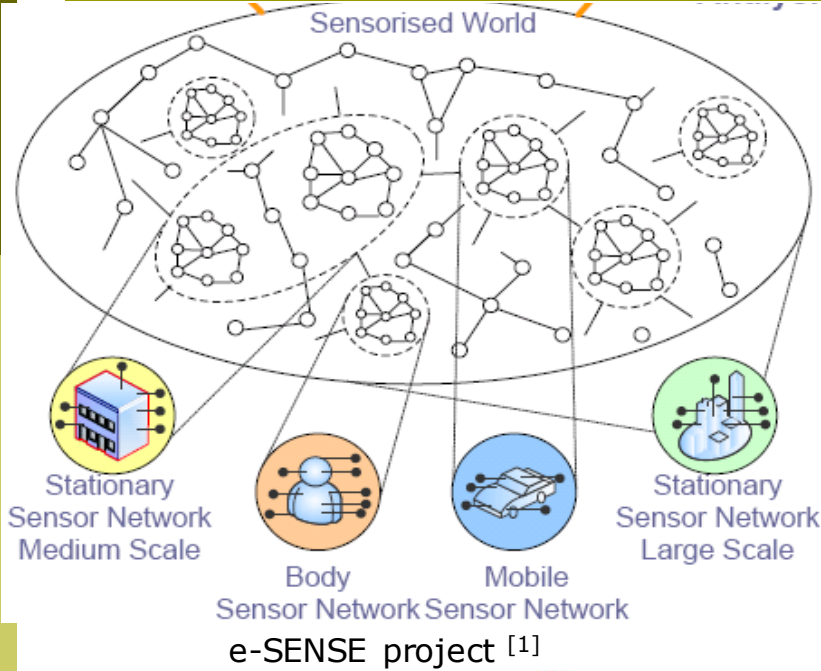 Sensorised World
Stationary
Sensor Network
Medium Scale
Body
Sensor Network
Mobile
Sensor Network
Stationary
Sensor Network
Large Scale
e-SENSE project [1]